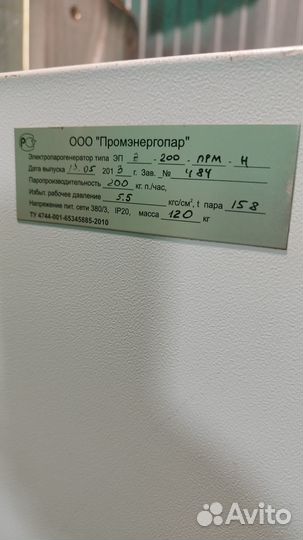 ООО "Промэнергопар"
Электропарогенератор типа ЭП 2-200-ПРМ-Н
Дата выпуска 13.05 2013 г. Зав. № 484
Паропроизводительность 200 кг.п./час,
Избыт. рабочее давление 5.5 кгс/см², t пара 158
Напряжение пит. сети 380/3, IP20, масса 120 кг
ТУ 4744-001-65345885-2010
Avito